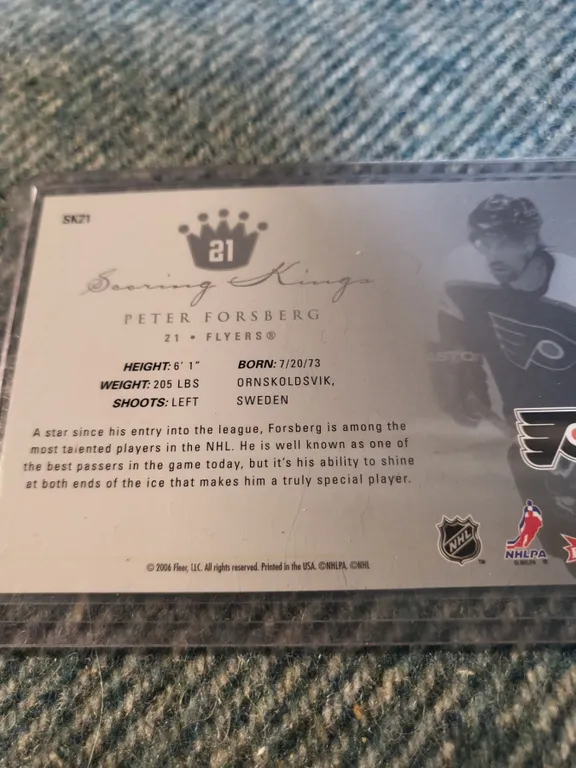 SK21
21
Scoring Kings
PETER FORSBERG
21 • FLYERS®
HEIGHT: 6' 1" BORN: 7/20/73
WEIGHT: 205 LBS ORNSKOLDSVIK,
SHOOTS: LEFT SWEDEN
A star since his entry into the league, Forsberg is among the
most talented players in the NHL. He is well known as one of
the best passers in the game today, but it's his ability to shine
at both ends of the ice that makes him a truly special player.
NHL ™
NHLPA
© 2006 Fleer, LLC. All rights reserved. Printed in the USA. ©NHLPA. ©NHL